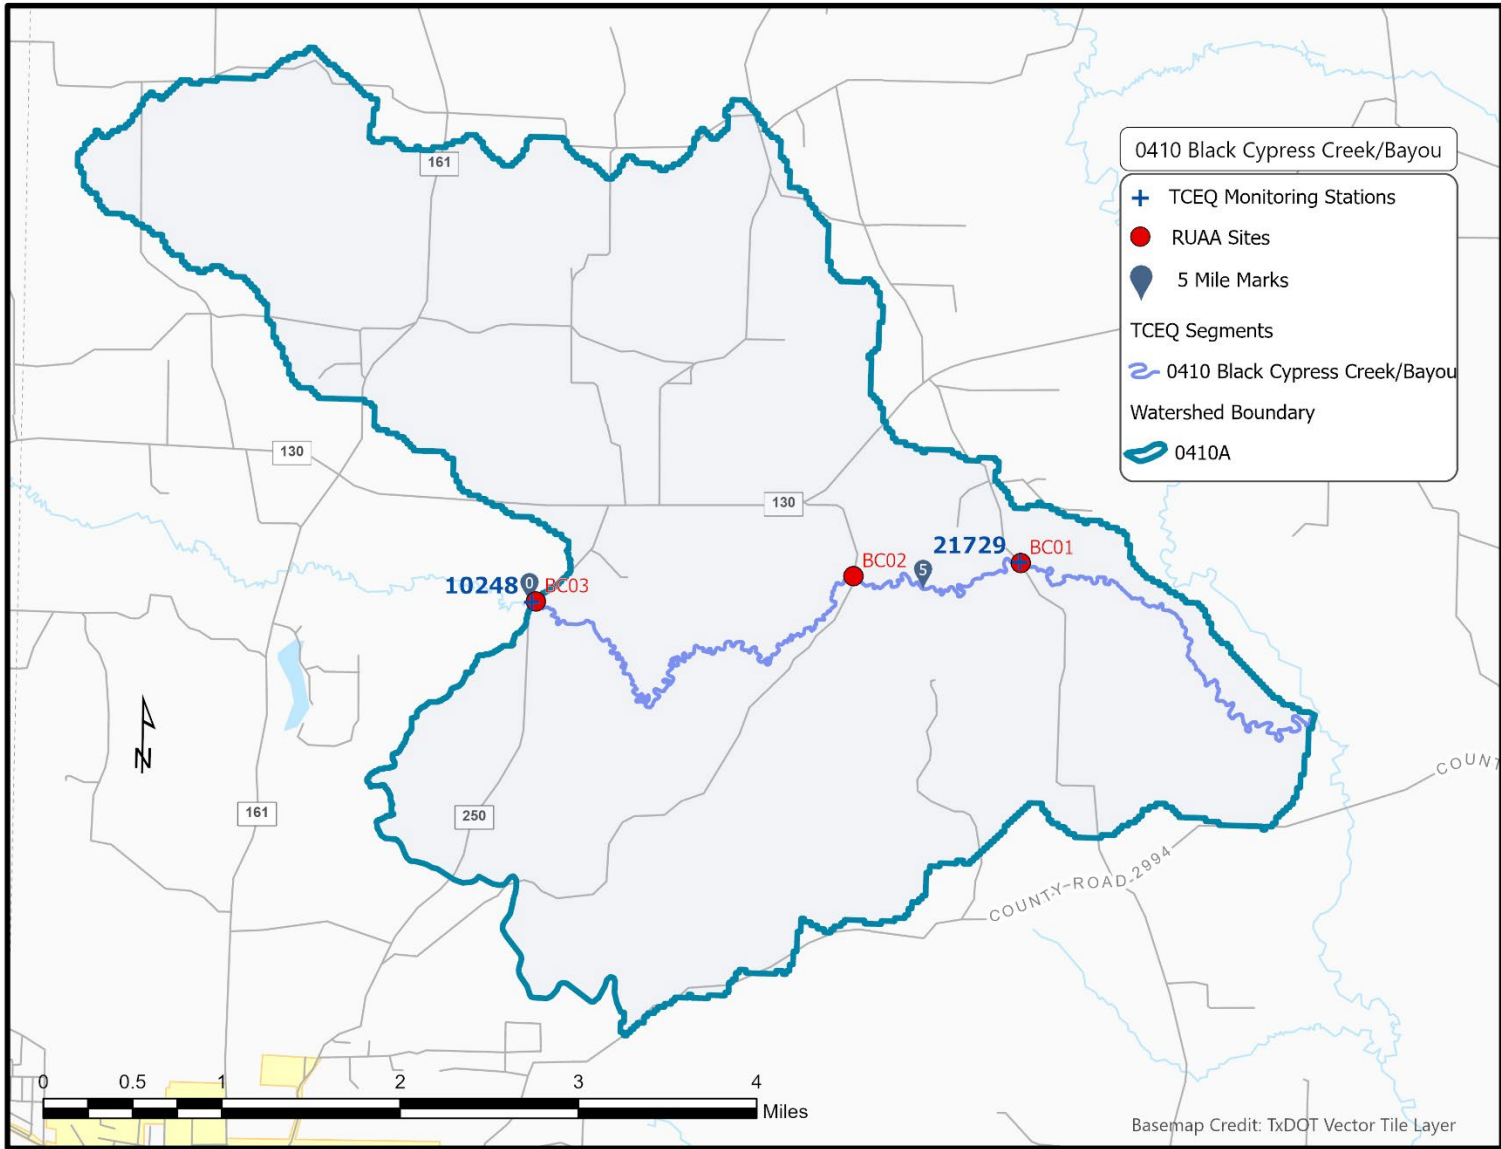 161
0410 Black Cypress Creek/Bayou
TCEQ Monitoring Stations
RUAA Sites
5 Mile Marks
TCEQ Segments
0410 Black Cypress Creek/Bayou
Watershed Boundary
0410A
130
130
21729
BC01
BC02
5
10248
0
BC03
N
COUNT
161
250
COUNTY-ROAD-2994
0 0.5 1 2 3 4
Miles
Basemap Credit: TxDOT Vector Tile Layer